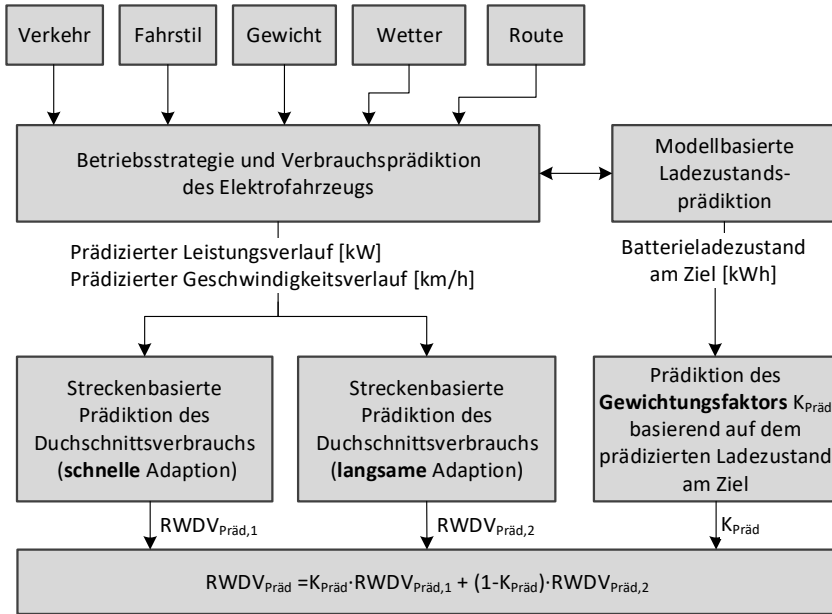 Verkehr
Fahrstil
Gewicht
Wetter
Route
Betriebsstrategie und Verbrauchsprädiktion
des Elektrofahrzeugs
Modellbasierte
Ladezustands-
prädiktion
Prädizierter Leistungsverlauf [kW]
Prädizierter Geschwindigkeitsverlauf [km/h]
Batterieladezustand
am Ziel [kWh]
Streckenbasierte
Prädiktion des
Duchschnittsverbrauchs
(schnelle Adaption)
Streckenbasierte
Prädiktion des
Duchschnittsverbrauchs
(langsame Adaption)
Prädiktion des
Gewichtungsfaktors KPräd
basierend auf dem
prädizierten Ladezustand
am Ziel
RWDVPräd,1
RWDVPräd,2
KPräd
RWDVPräd =KPräd·RWDVPräd,1 + (1-KPräd)·RWDVPräd,2